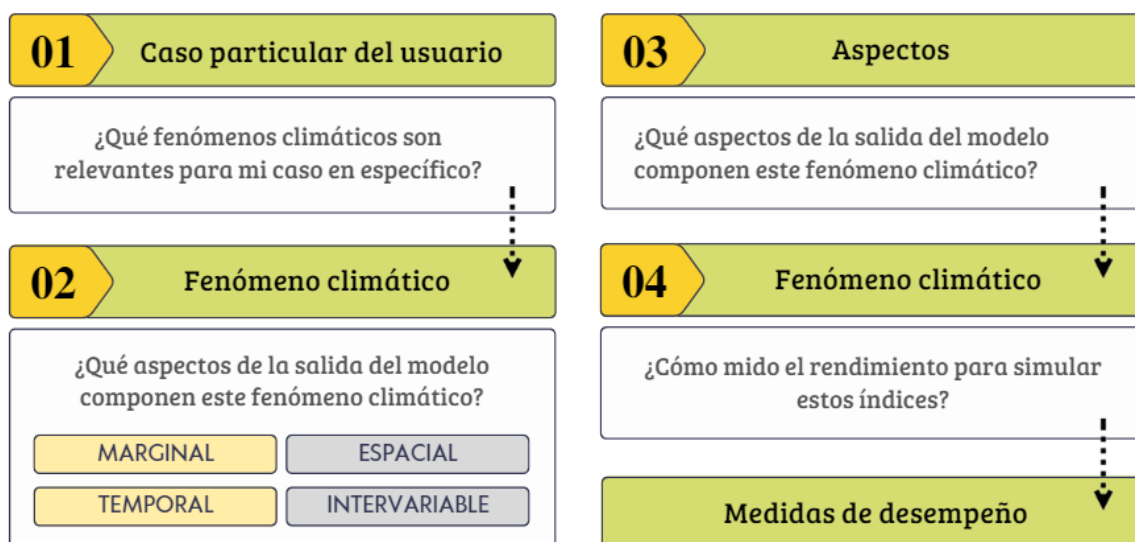 01 Caso particular del usuario
¿Qué fenómenos climáticos son
relevantes para mi caso en específico?
02 Fenómeno climático
¿Qué aspectos de la salida del modelo
componen este fenómeno climático?
MARGINAL ESPACIAL
TEMPORAL INTERVARIABLE
03 Aspectos
¿Qué aspectos de la salida del modelo
componen este fenómeno climático?
04 Fenómeno climático
¿Cómo mido el rendimiento para simular
estos índices?
Medidas de desempeño